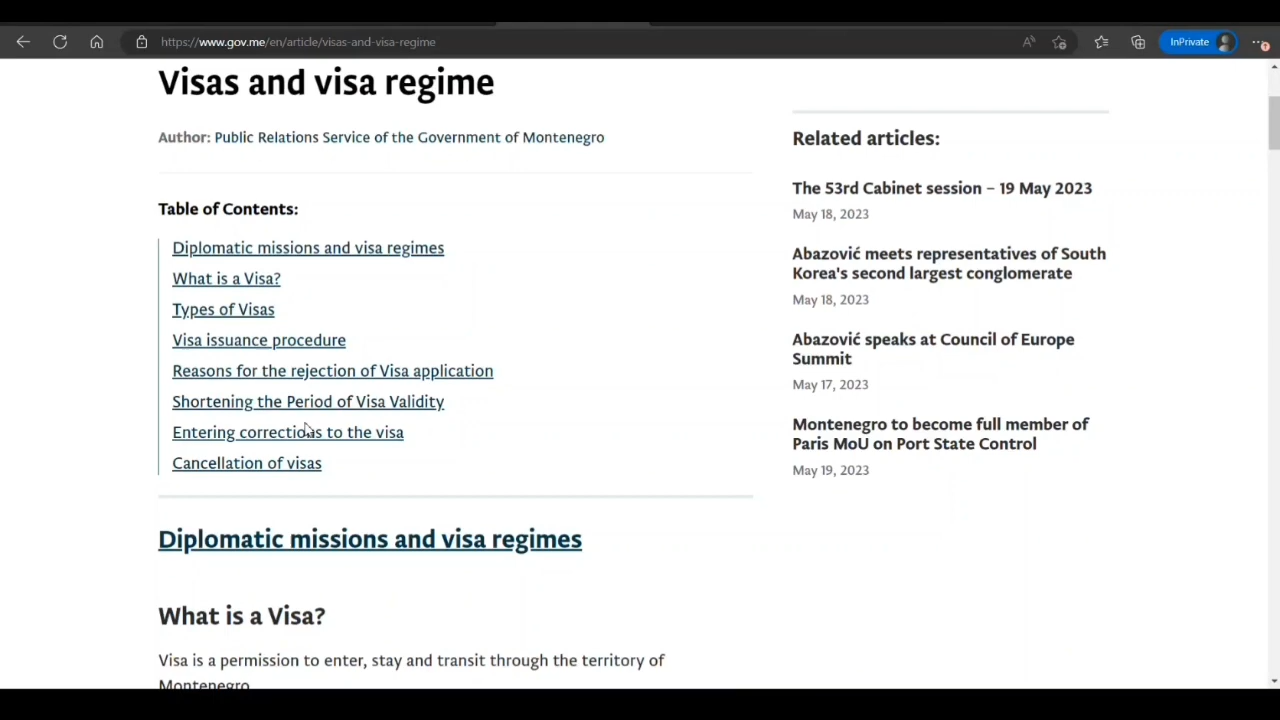 https://www.gov.me/en/article/visas-and-visa-regime
InPrivate
Visas and visa regime
Author: Public Relations Service of the Government of Montenegro
Table of Contents:
Diplomatic missions and visa regimes
What is a Visa?
Types of Visas
Visa issuance procedure
Reasons for the rejection of Visa application
Shortening the Period of Visa Validity
Entering corrections to the visa
Cancellation of visas
Diplomatic missions and visa regimes
What is a Visa?
Visa is a permission to enter, stay and transit through the territory of
Montenegro
Related articles:
The 53rd Cabinet session – 19 May 2023
May 18, 2023
Abazović meets representatives of South
Korea's second largest conglomerate
May 18, 2023
Abazović speaks at Council of Europe
Summit
May 17, 2023
Montenegro to become full member of
Paris MoU on Port State Control
May 19, 2023